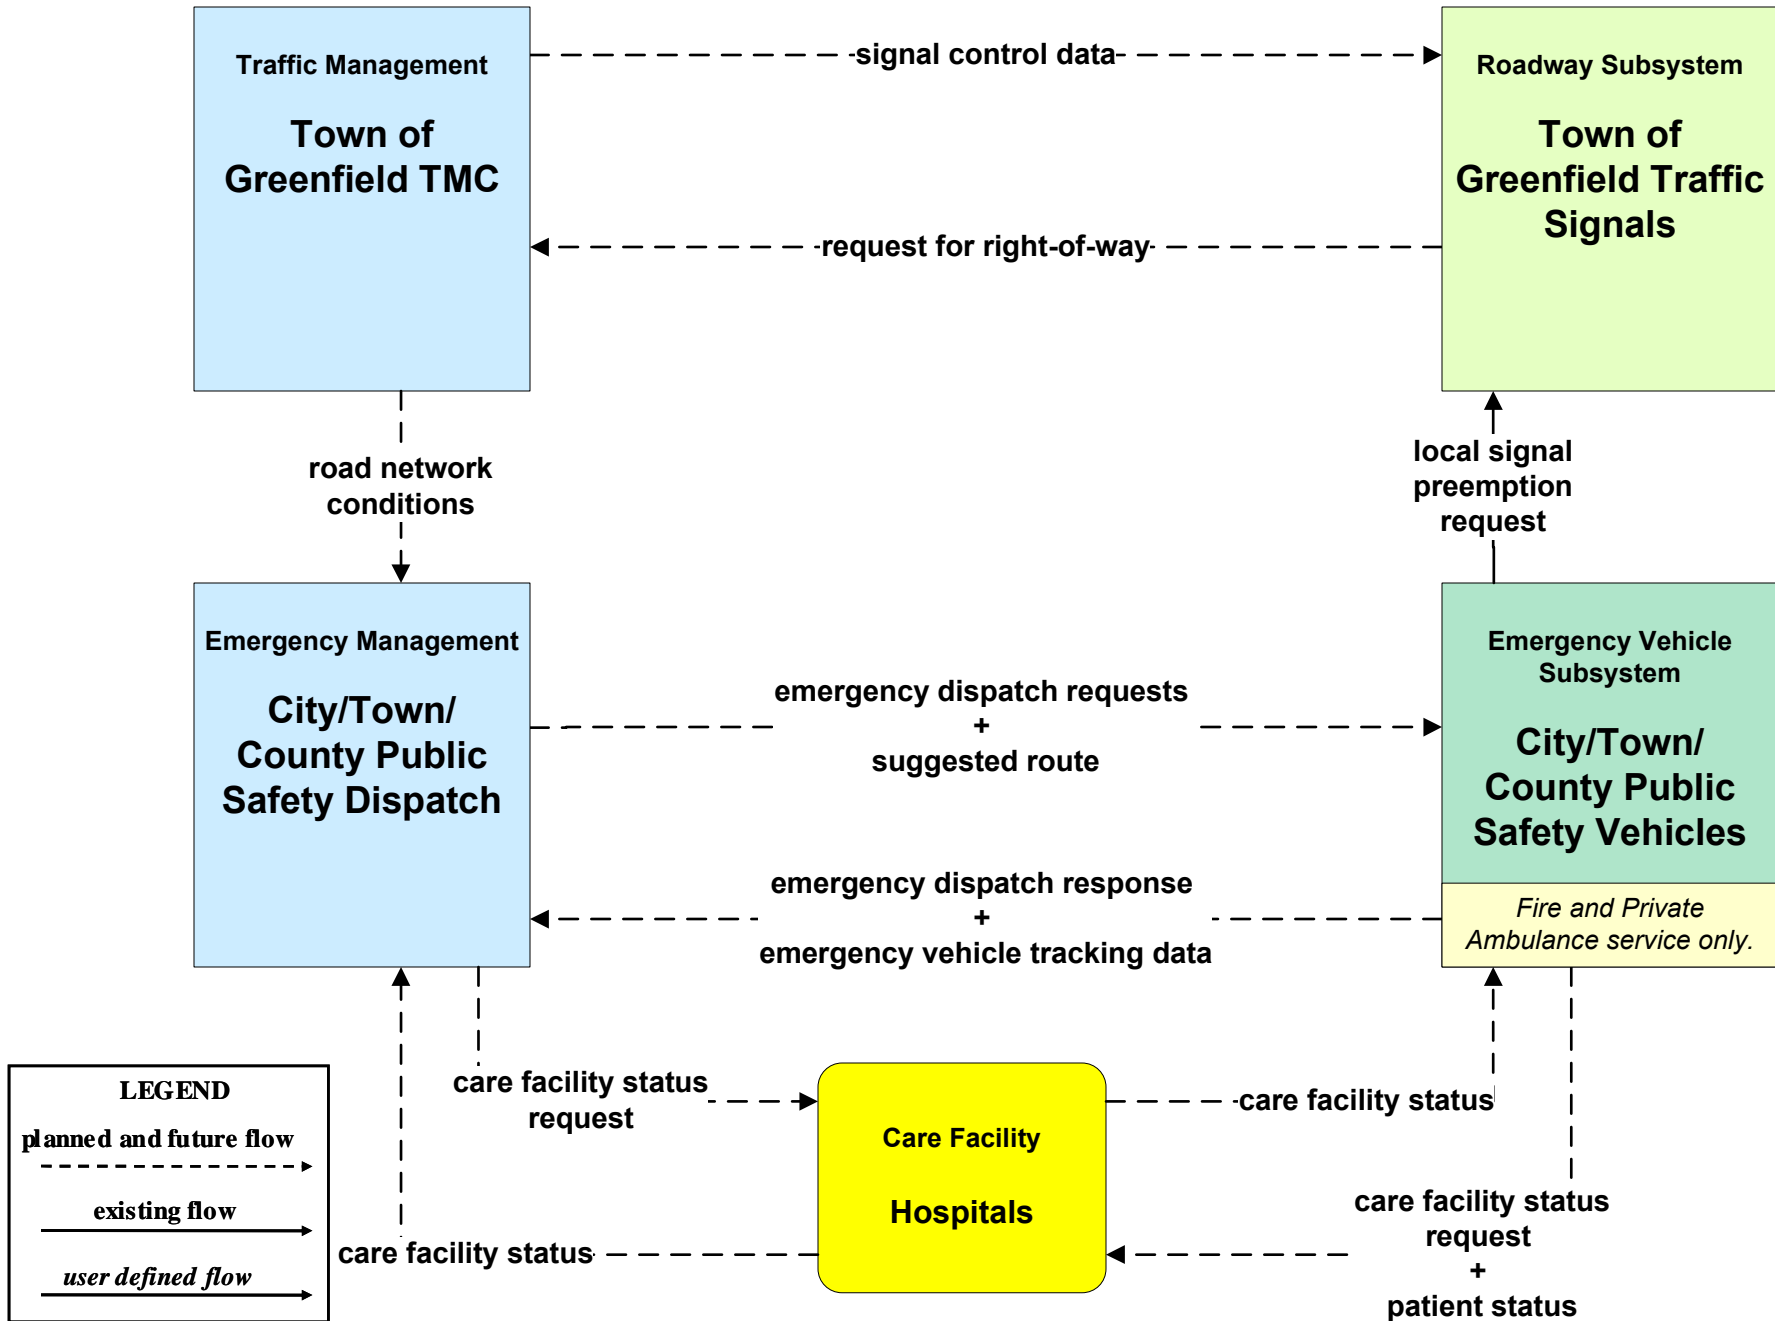 Traffic Management
Town of
Greenfield TMC
signal control data
Roadway Subsystem
Town of
Greenfield Traffic
Signals
request for right-of-way
road network
conditions
local signal
preemption
request
Emergency Management
City/Town/
County Public
Safety Dispatch
emergency dispatch requests
+
suggested route
Emergency Vehicle
Subsystem
City/Town/
County Public
Safety Vehicles
emergency dispatch response
+
emergency vehicle tracking data
Fire and Private
Ambulance service only.
care facility status
request
Care Facility
Hospitals
care facility status
care facility status
care facility status
request
+
patient status
LEGEND
planned and future flow
existing flow
user defined flow